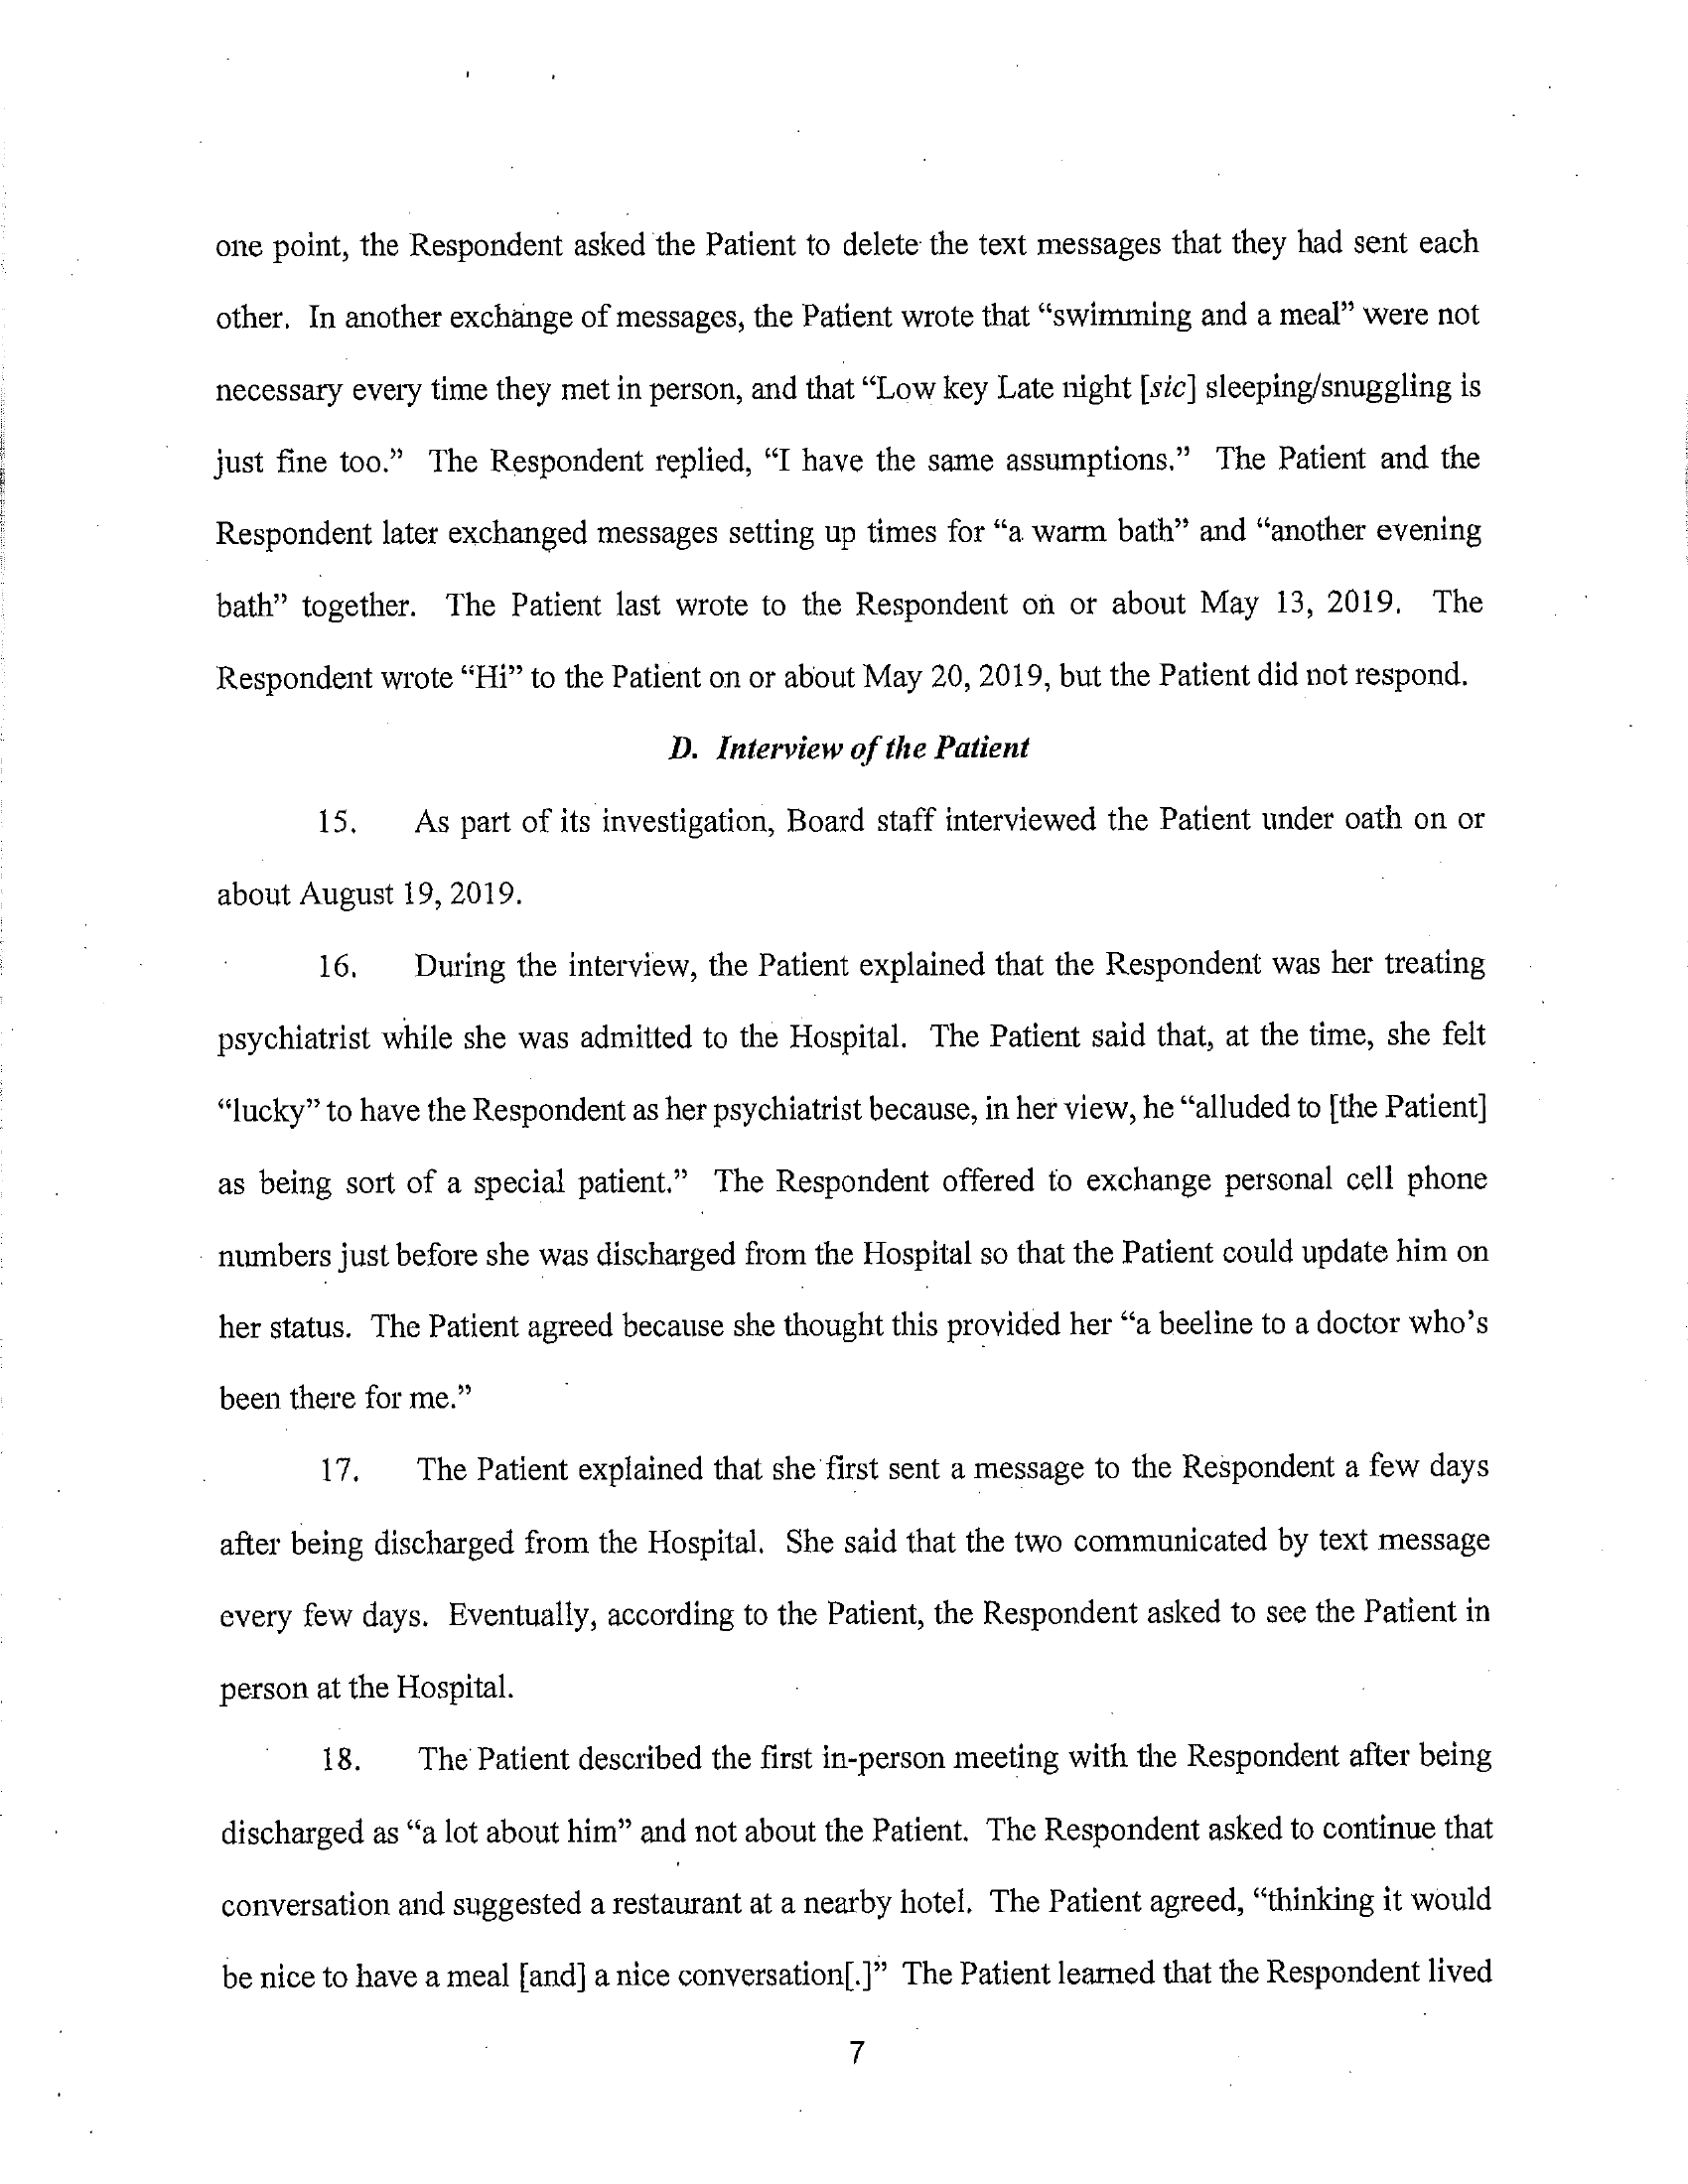 one point, the Respondent asked the Patient to delete the text messages that they had sent each
other. In another exchange of messages, the Patient wrote that “swimming and a meal” were not
necessary every time they met in person, and that “Low key Late night [sic] sleeping/snuggling is
just fine too.” The Respondent replied, “I have the same assumptions.” The Patient and the
Respondent later exchanged messages setting up times for “a warm bath” and “another evening
bath” together. The Patient last wrote to the Respondent on or about May 13, 2019. The
Respondent wrote “Hi” to the Patient on or about May 20, 2019, but the Patient did not respond.
D. Interview of the Patient
15. As part of its investigation, Board staff interviewed the Patient under oath on or
about August 19, 2019.
16. During the interview, the Patient explained that the Respondent was her treating
psychiatrist while she was admitted to the Hospital. The Patient said that, at the time, she felt
“lucky” to have the Respondent as her psychiatrist because, in her view, he “alluded to [the Patient]
as being sort of a special patient.” The Respondent offered to exchange personal cell phone
numbers just before she was discharged from the Hospital so that the Patient could update him on
her status. The Patient agreed because she thought this provided her “a beeline to a doctor who’s
been there for me.”
17. The Patient explained that she first sent a message to the Respondent a few days
after being discharged from the Hospital. She said that the two communicated by text message
every few days. Eventually, according to the Patient, the Respondent asked to see the Patient in
person at the Hospital.
18. The Patient described the first in-person meeting with the Respondent after being
discharged as “a lot about him” and not about the Patient. The Respondent asked to continue that
conversation and suggested a restaurant at a nearby hotel. The Patient agreed, “thinking it would
be nice to have a meal [and] a nice conversation[.]” The Patient learned that the Respondent lived
7